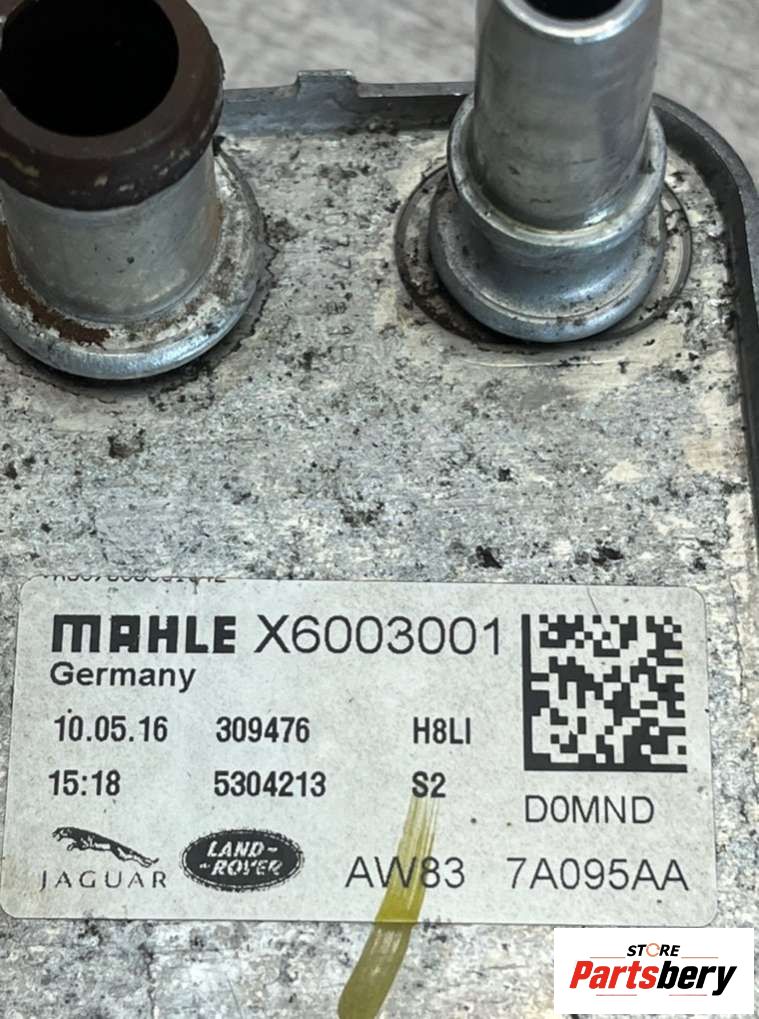 MAHLE X6003001
Germany
10.05.16 309476 H8LI
15:18 5304213 S2
D0MND
JAGUAR LAND-ROVER AW83 7A095AA
STORE
Partsbery